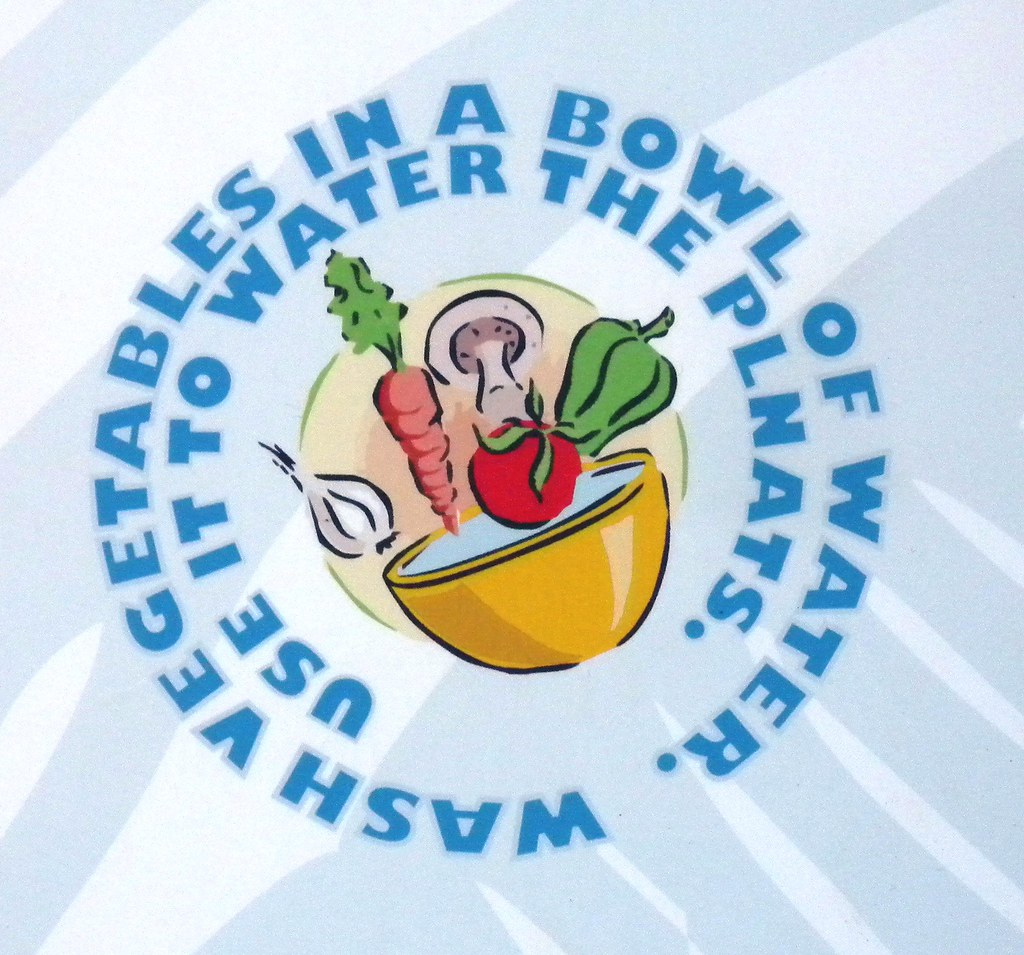 WASH VEGETABLES IN A BOWL OF WATER.
USE IT TO WATER THE PLNATS.